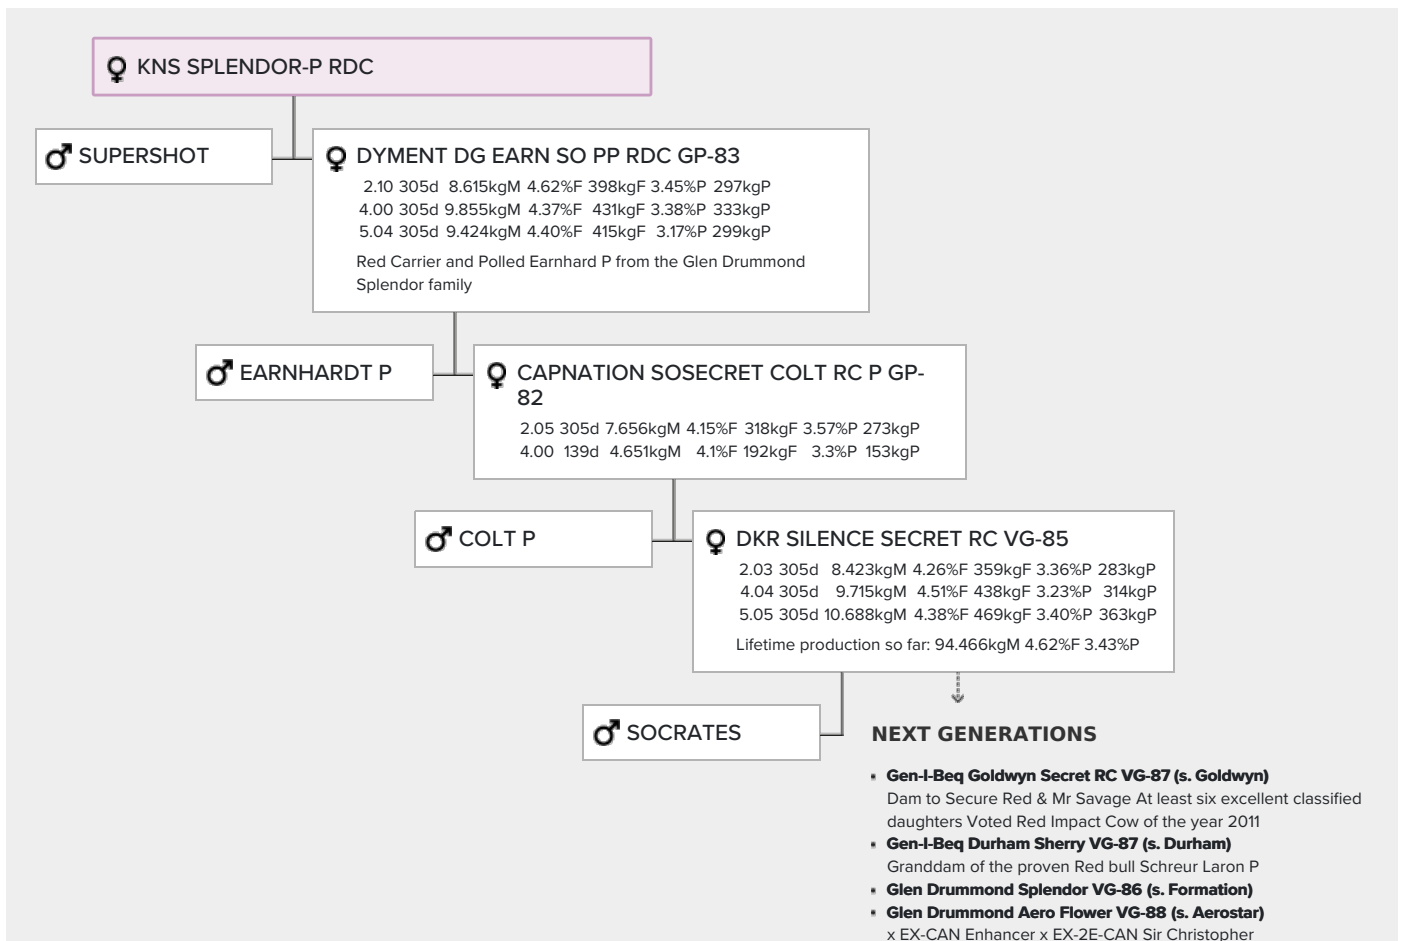 KNS SPLENDOR-P RDC
SUPERSHOT
DYMENT DG EARN SO PP RDC GP-83
2.10 305d 8.615kgM 4.62%F 398kgF 3.45%P 297kgP
4.00 305d 9.855kgM 4.37%F 431kgF 3.38%P 333kgP
5.04 305d 9.424kgM 4.40%F 415kgF 3.17%P 299kgP
Red Carrier and Polled Earnhard P from the Glen Drummond
Splendor family
EARNHARDT P
CAPNATION SOSECRET COLT RC P GP-
82
2.05 305d 7.656kgM 4.15%F 318kgF 3.57%P 273kgP
4.00 139d 4.651kgM 4.1%F 192kgF 3.3%P 153kgP
COLT P
DKR SILENCE SECRET RC VG-85
2.03 305d 8.423kgM 4.26%F 359kgF 3.36%P 283kgP
4.04 305d 9.715kgM 4.51%F 438kgF 3.23%P 314kgP
5.05 305d 10.688kgM 4.38%F 469kgF 3.40%P 363kgP
Lifetime production so far: 94.466kgM 4.62%F 3.43%P
SOCRATES
NEXT GENERATIONS
Gen-I-Beq Goldwyn Secret RC VG-87 (s. Goldwyn)
Dam to Secure Red & Mr Savage At least six excellent classified
daughters Voted Red Impact Cow of the year 2011
Gen-I-Beq Durham Sherry VG-87 (s. Durham)
Granddam of the proven Red bull Schreur Laron P
Glen Drummond Splendor VG-86 (s. Formation)
Glen Drummond Aero Flower VG-88 (s. Aerostar)
x EX-CAN Enhancer x EX-2E-CAN Sir Christopher